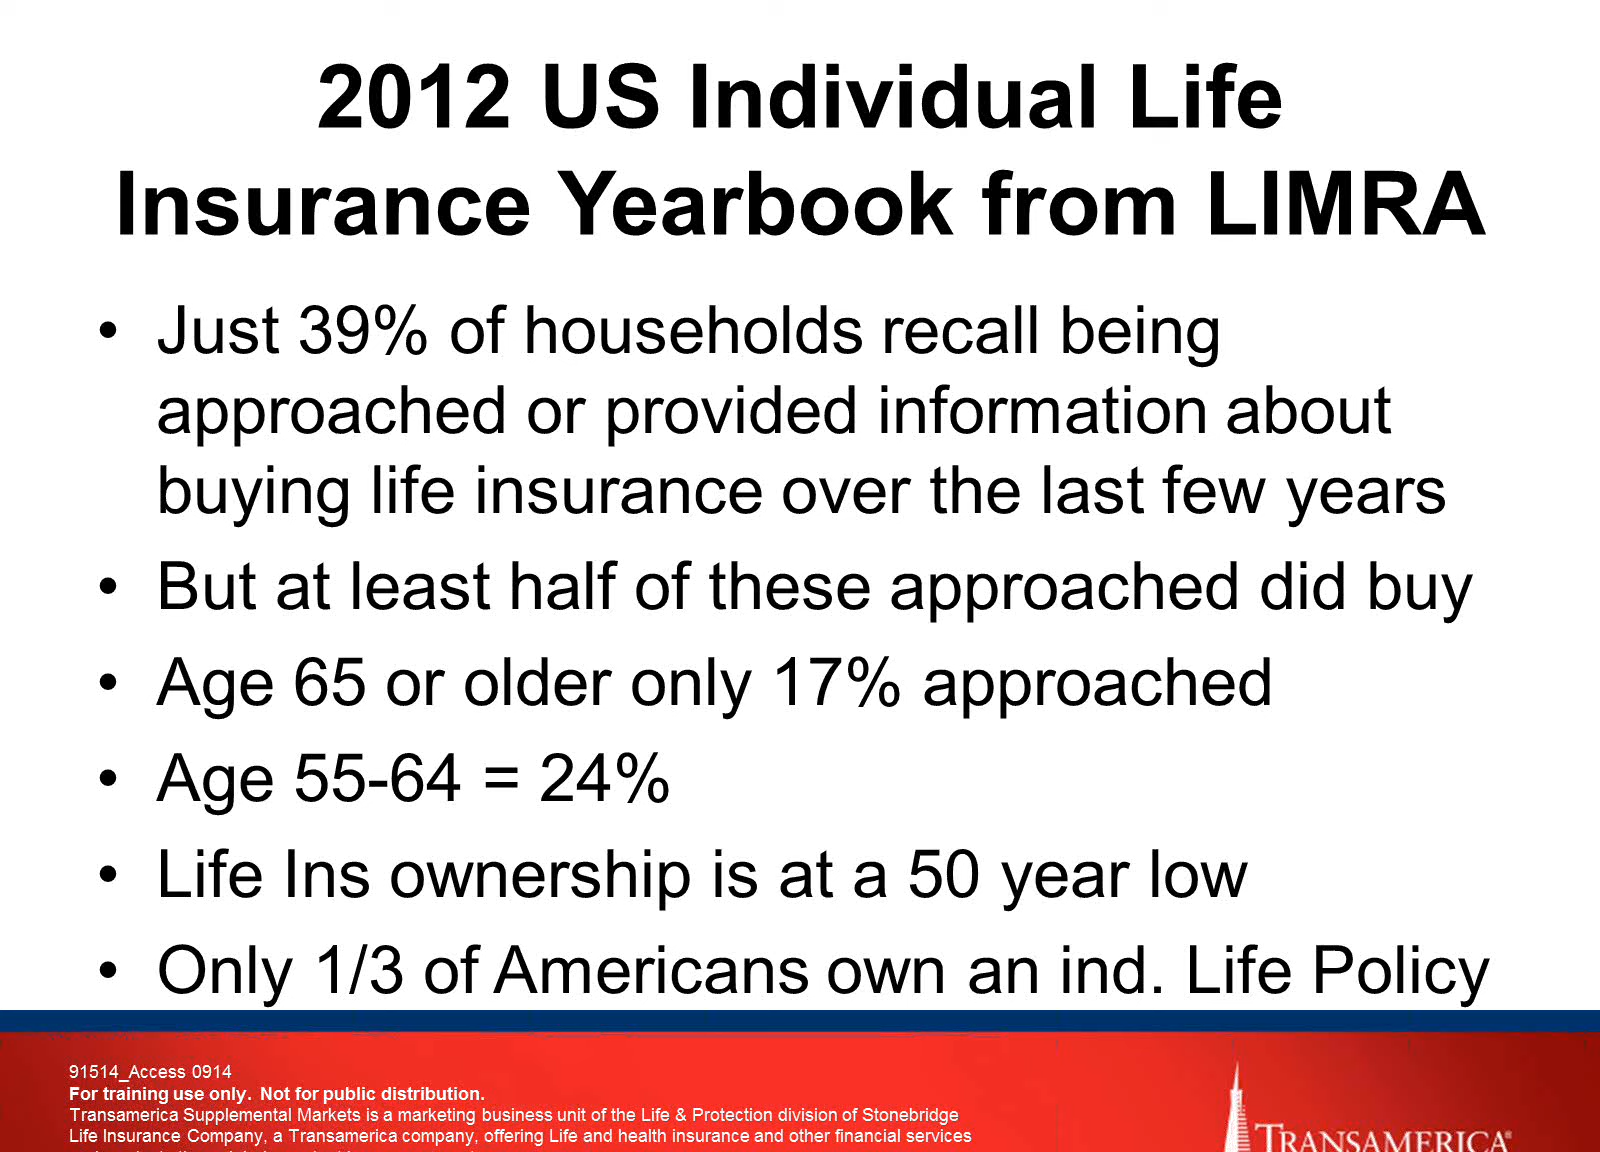 2012 US Individual Life
Insurance Yearbook from LIMRA
• Just 39% of households recall being
approached or provided information about
buying life insurance over the last few years
• But at least half of these approached did buy
• Age 65 or older only 17% approached
• Age 55-64 = 24%
• Life Ins ownership is at a 50 year low
• Only 1/3 of Americans own an ind. Life Policy
91514_Access 0914
For training use only. Not for public distribution.
Transamerica Supplemental Markets is a marketing business unit of the Life & Protection division of Stonebridge
Life Insurance Company, a Transamerica company, offering Life and health insurance and other financial services
TRANSAMERICA®